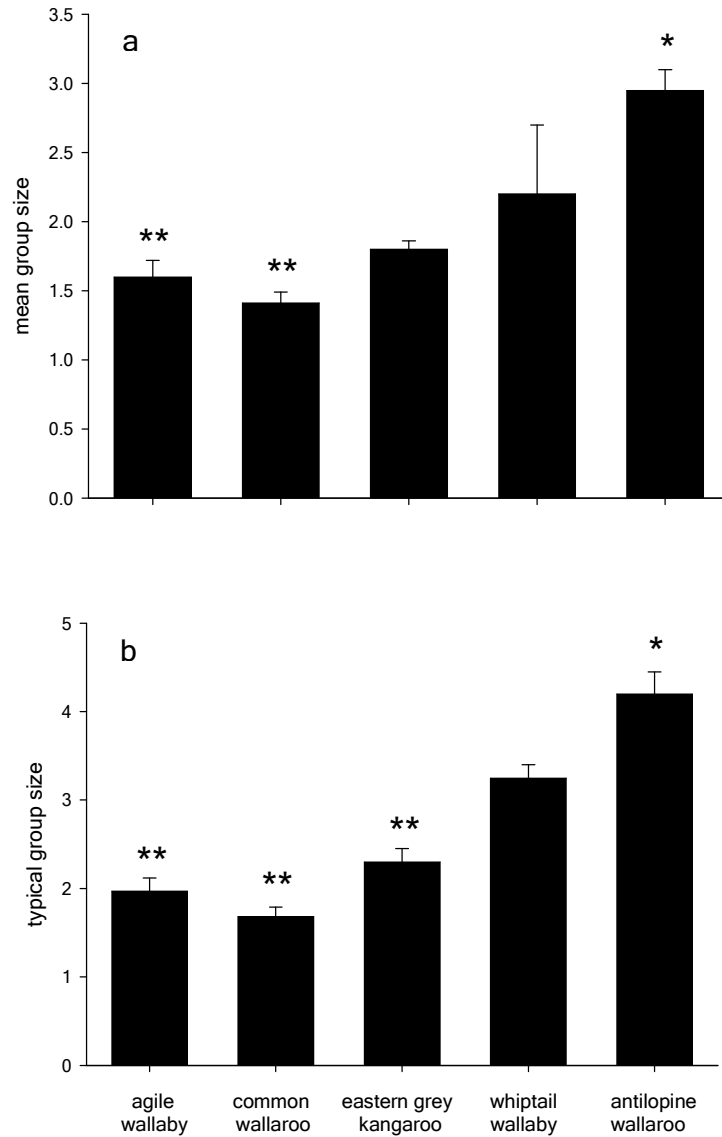 a
mean group size
3.5
3.0
2.5
2.0
1.5
1.0
0.5
0.0
**
**
*
b
typical group size
5
4
3
2
1
0
**
**
**
*
agile
wallaby
common
wallaroo
eastern grey
kangaroo
whiptail
wallaby
antilopine
wallaroo